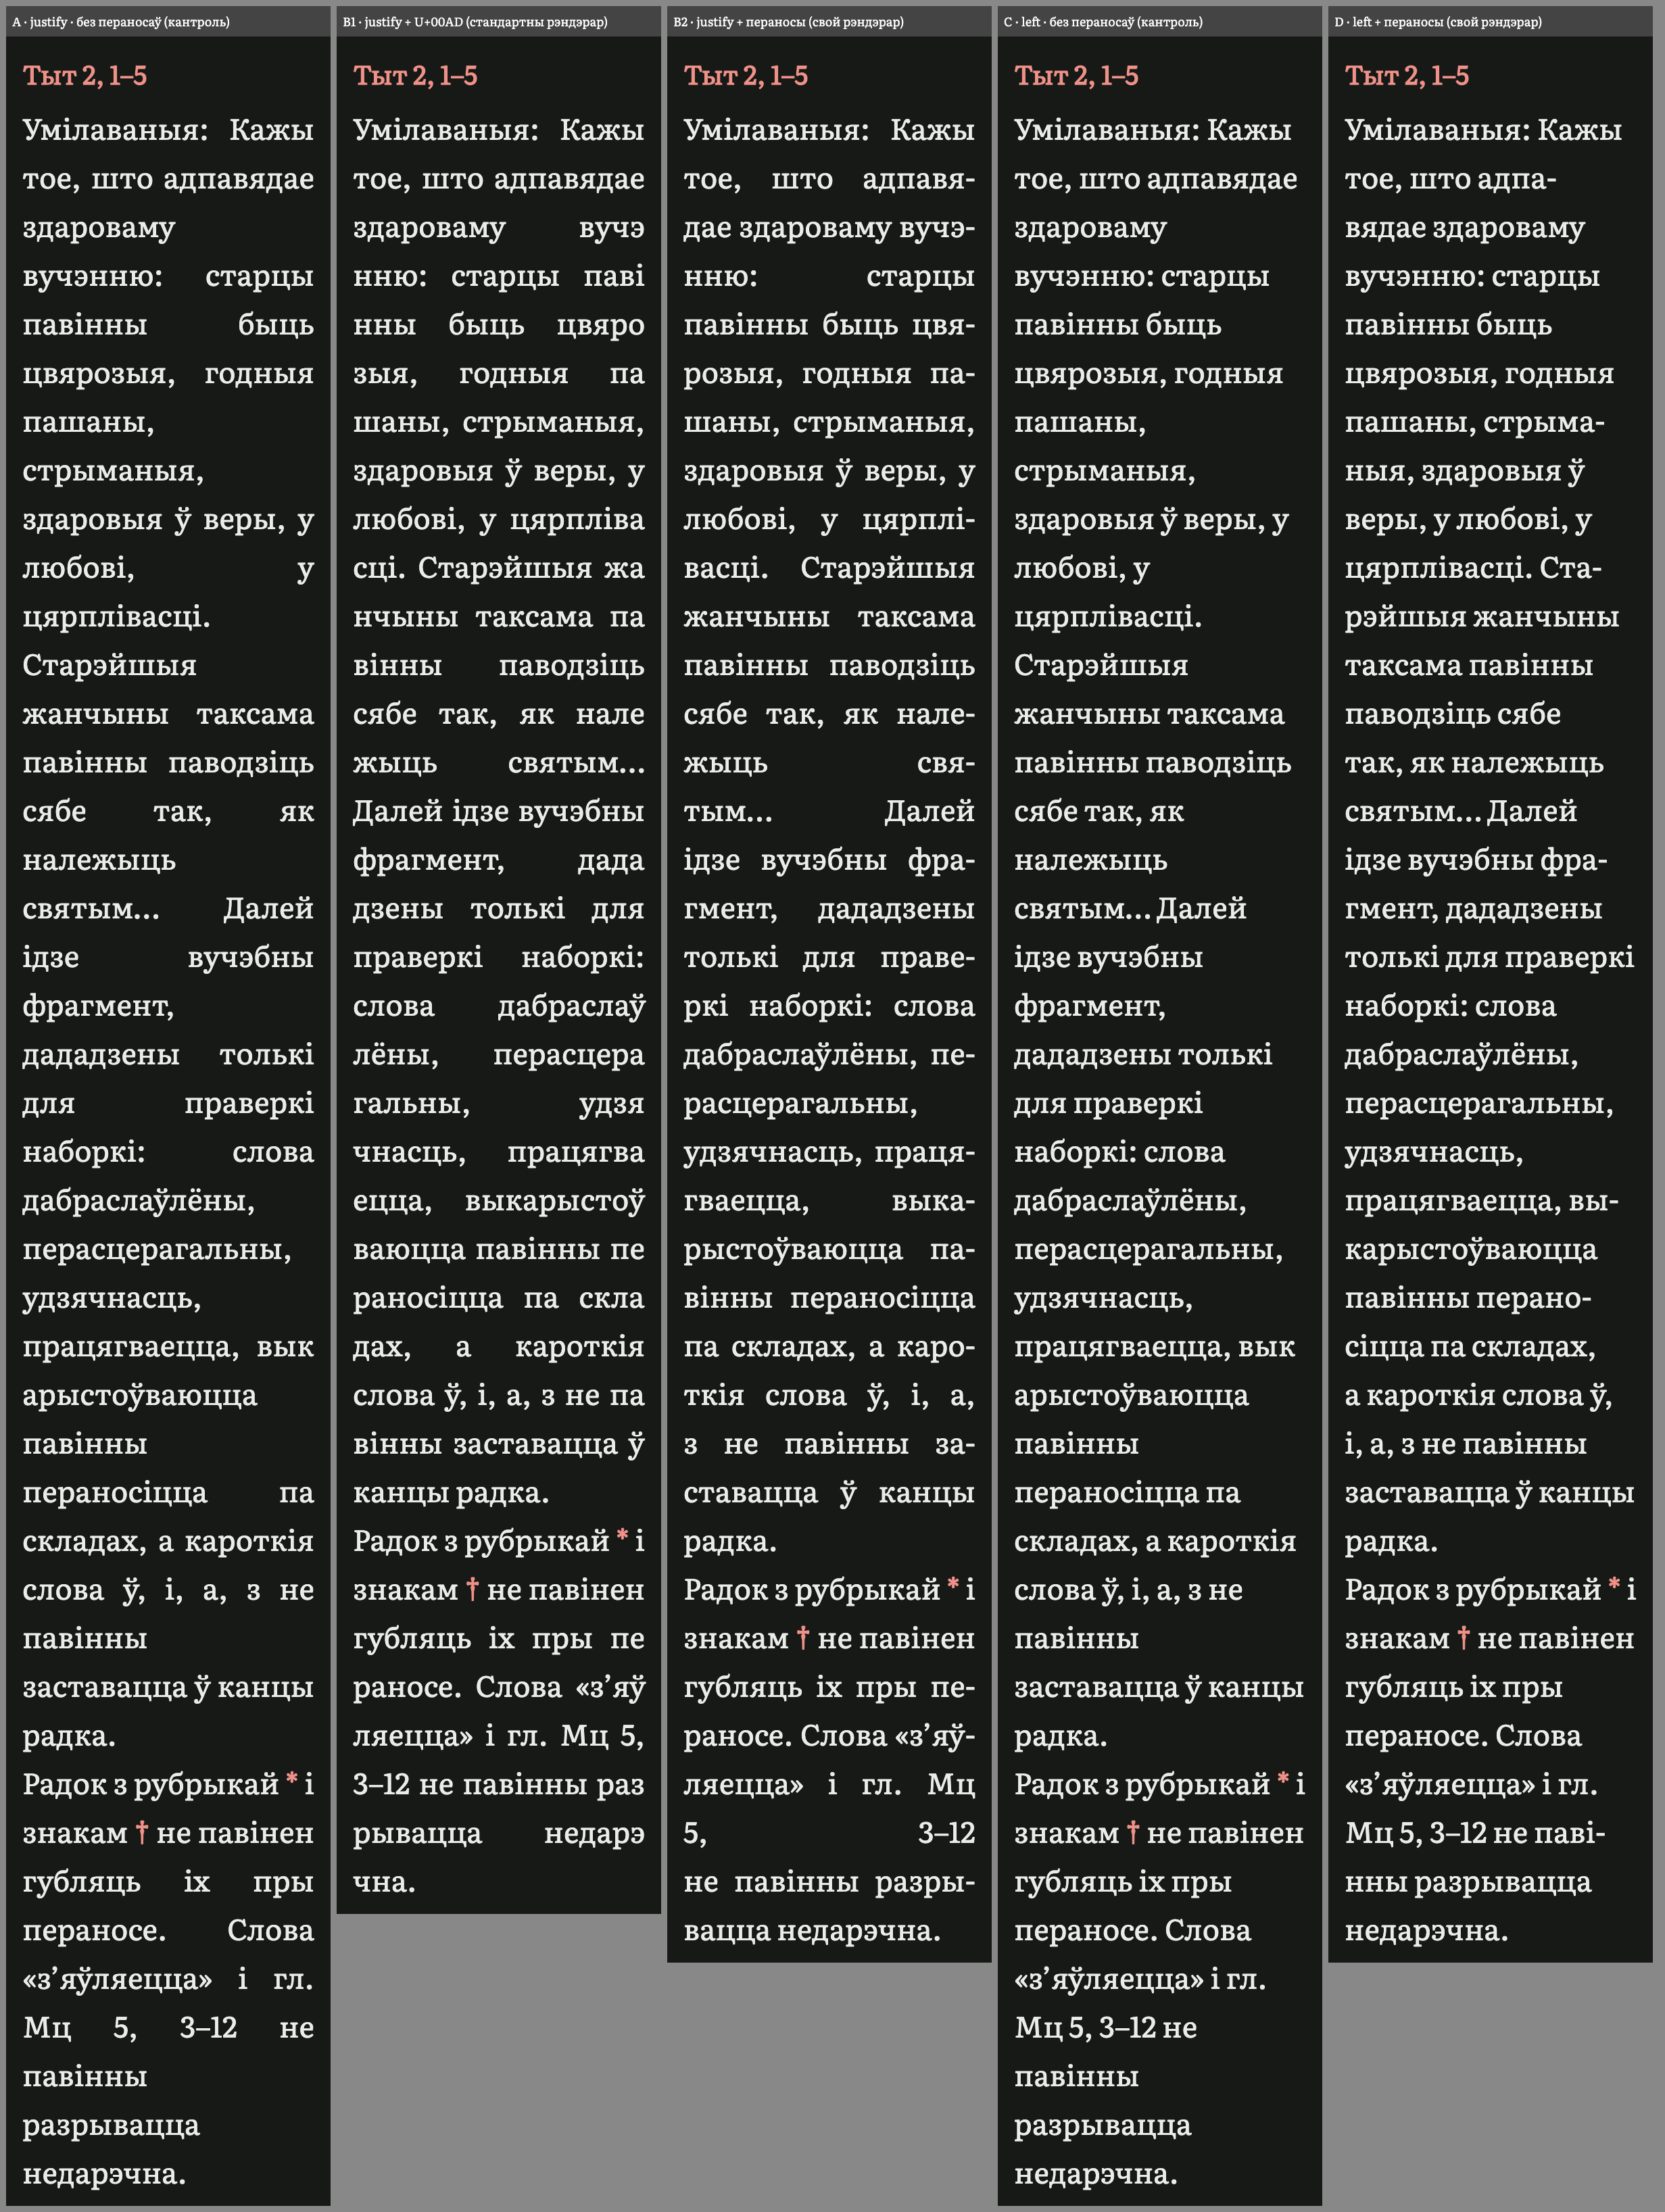 A · justify · без пераносаў (кантроль)
Тыт 2, 1–5
Умілаваныя: Кажы
тое, што адпавядае
здароваму
вучэнню: старцы
павінны быць
цвярозыя, годныя
пашаны,
стрыманыя,
здаровыя ў веры, у
любові, у
цярплівасці.
Старэйшыя
жанчыны таксама
павінны паводзіць
сябе так, як
належыць
святым… Далей
ідзе вучэбны
фрагмент,
дададзены толькі
для праверкі
наборкі: слова
дабраслаўлёны,
перасцерагальны,
удзячнасць,
працягваецца, вык
арыстоўваюцца
павінны
пераносіцца па
складах, а кароткія
слова ў, і, а, з не
павінны
заставацца ў канцы
радка.
Радок з рубрыкай * і
знакам † не павінен
губляць іх пры
пераносе. Слова
«з’яўляецца» і гл.
Мц 5, 3–12 не
павінны
разрывацца
недарэчна.
B1 · justify + U+00AD (стандартны рэндэрар)
Тыт 2, 1–5
Умілаваныя: Кажы
тое, што адпавядае
здароваму вучэ
нню: старцы паві
нны быць цвяро
зыя, годныя па
шаны, стрыманыя,
здаровыя ў веры, у
любові, у цярпліва
сці. Старэйшыя жа
нчыны таксама па
вінны паводзіць
сябе так, як нале
жыць святым…
Далей ідзе вучэбны
фрагмент, дада
дзены толькі для
праверкі наборкі:
слова дабраслаў
лёны, перасцера
гальны, удзя
чнасць, працягва
ецца, выкарыстоў
ваюцца павінны пе
раносіцца па скла
дах, а кароткія
слова ў, і, а, з не па
вінны заставацца ў
канцы радка.
Радок з рубрыкай * і
знакам † не павінен
губляць іх пры пе
раносе. Слова «з’яў
ляецца» і гл. Мц 5,
3–12 не павінны раз
рывацца недарэ
чна.
B2 · justify + пераносы (свой рэндэрар)
Тыт 2, 1–5
Умілаваныя: Кажы
тое, што адпавя-
дае здароваму вучэ-
нню: старцы
павінны быць цвя-
розыя, годныя па-
шаны, стрыманыя,
здаровыя ў веры, у
любові, у цярплі-
васці. Старэйшыя
жанчыны таксама
павінны паводзіць
сябе так, як нале-
жыць свя-
тым… Далей
ідзе вучэбны фра-
гмент, дададзены
толькі для праве-
ркі наборкі: слова
дабраслаўлёны, пе-
расцерагальны,
удзячнасць, праця-
гваецца, выка-
рыстоўваюцца па-
вінны пераносіцца
па складах, а каро-
ткія слова ў, і, а,
з не павінны за-
ставацца ў канцы
радка.
Радок з рубрыкай * і
знакам † не павінен
губляць іх пры пе-
раносе. Слова «з’яў-
ляецца» і гл. Мц
5, 3–12
не павінны разры-
вацца недарэчна.
C · left · без пераносаў (кантроль)
Тыт 2, 1–5
Умілаваныя: Кажы
тое, што адпавядае
здароваму
вучэнню: старцы
павінны быць
цвярозыя, годныя
пашаны,
стрыманыя,
здаровыя ў веры, у
любові, у
цярплівасці.
Старэйшыя
жанчыны таксама
павінны паводзіць
сябе так, як
належыць
святым… Далей
ідзе вучэбны
фрагмент,
дададзены толькі
для праверкі
наборкі: слова
дабраслаўлёны,
перасцерагальны,
удзячнасць,
працягваецца, вык
арыстоўваюцца
павінны
пераносіцца па
складах, а кароткія
слова ў, і, а, з не
павінны
заставацца ў канцы
радка.
Радок з рубрыкай * і
знакам † не павінен
губляць іх пры
пераносе. Слова
«з’яўляецца» і гл.
Мц 5, 3–12 не
павінны
разрывацца
недарэчна.
D · left + пераносы (свой рэндэрар)
Тыт 2, 1–5
Умілаваныя: Кажы
тое, што адпа-
вядае здароваму
вучэнню: старцы
павінны быць
цвярозыя, годныя
пашаны, стрыма-
ныя, здаровыя ў
веры, у любові, у
цярплівасці. Ста-
рэйшыя жанчыны
таксама павінны
паводзіць сябе
так, як належыць
святым… Далей
ідзе вучэбны фра-
гмент, дададзены
толькі для праверкі
наборкі: слова
дабраслаўлёны,
перасцерагальны,
удзячнасць,
працягваецца, вы-
карыстоўваюцца
павінны перано-
сіцца па складах,
а кароткія слова ў,
і, а, з не павінны
заставацца ў канцы
радка.
Радок з рубрыкай * і
знакам † не павінен
губляць іх пры
пераносе. Слова
«з’яўляецца» і гл.
Мц 5, 3–12 не паві-
нны разрывацца
недарэчна.